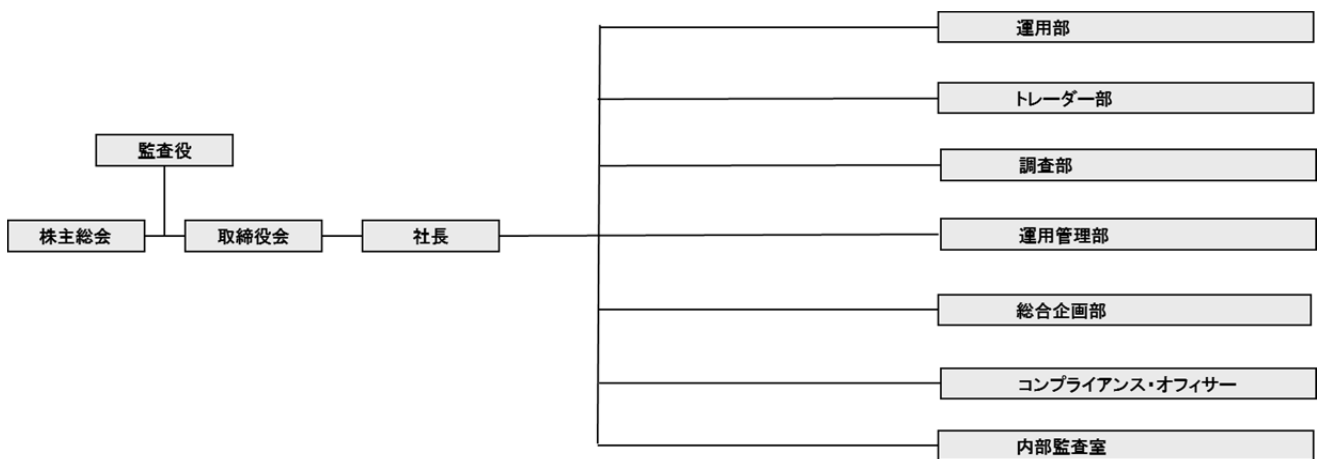 監査役
株主総会
取締役会
社長
運用部
トレーダー部
調査部
運用管理部
総合企画部
コンプライアンス・オフィサー
内部監査室